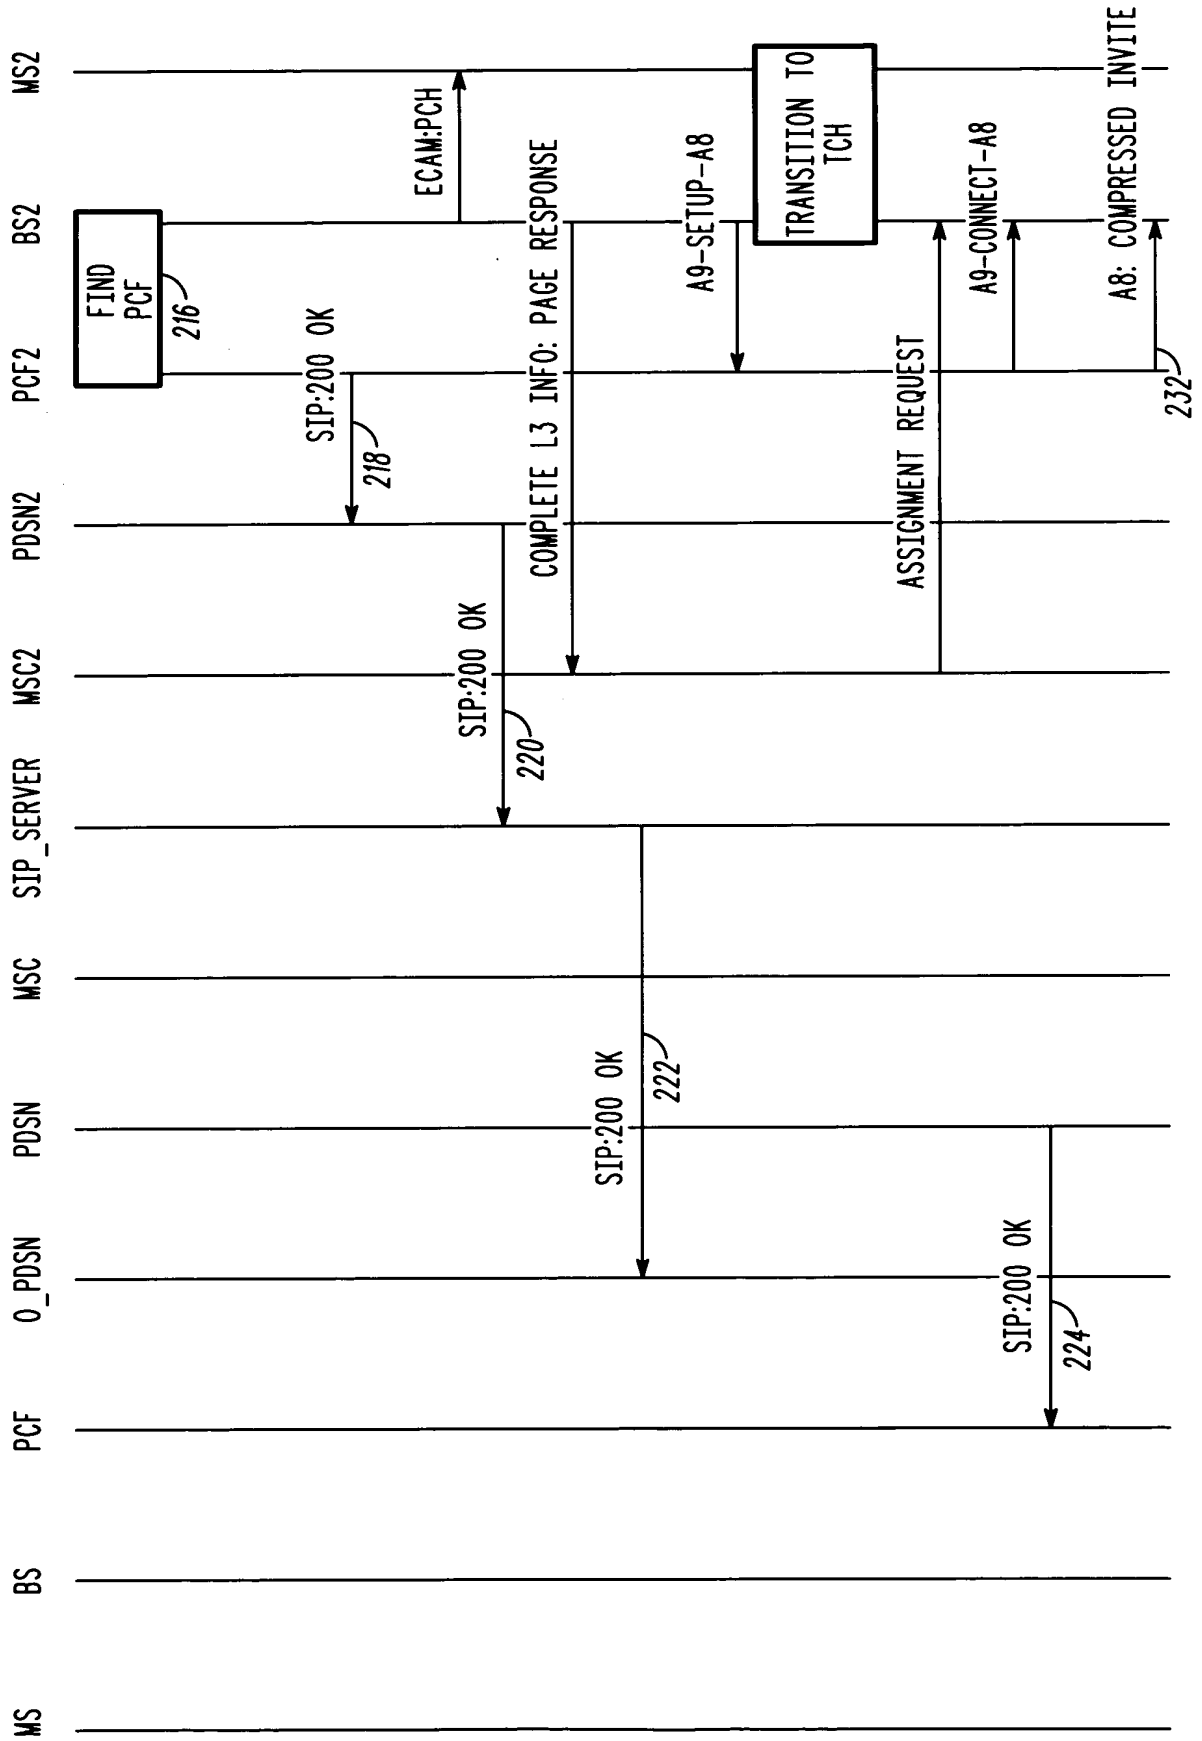 MS
BS
PCF
O_PDSN
PDSN
MSC
SIP_SERVER
MSC2
PDSN2
PCF2
BS2
MS2
FIND
PCF
216
SIP:200 OK
218
ECAM:PCH
SIP:200 OK
220
COMPLETE L3 INFO: PAGE RESPONSE
SIP:200 OK
222
A9-SETUP-A8
TRANSITION TO
TCH
ASSIGNMENT REQUEST
A9-CONNECT-A8
SIP:200 OK
224
A8: COMPRESSED INVITE
232